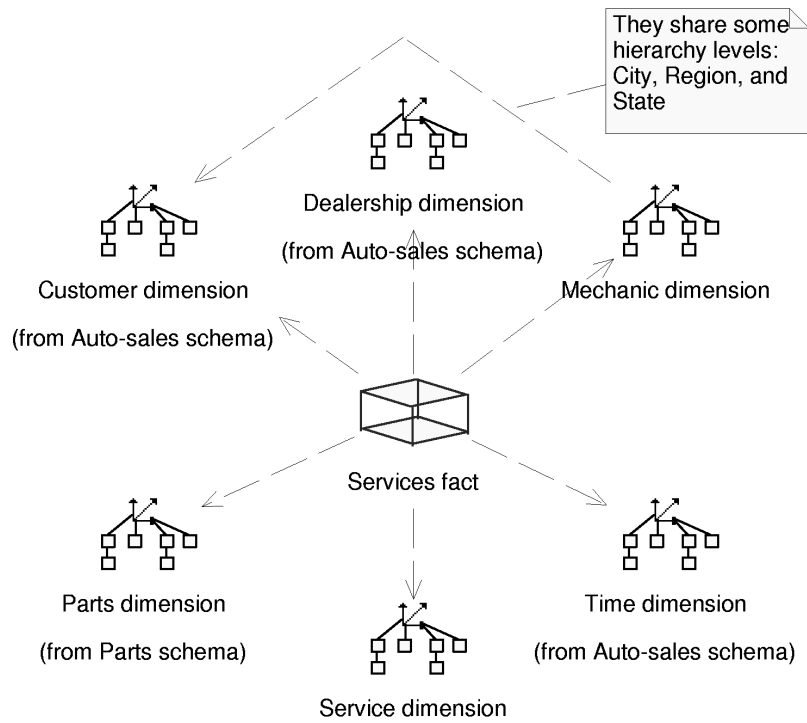 They share some
hierarchy levels:
City, Region, and
State
Dealership dimension
(from Auto-sales schema)
Customer dimension
(from Auto-sales schema)
Mechanic dimension
Services fact
Parts dimension
(from Parts schema)
Time dimension
(from Auto-sales schema)
Service dimension